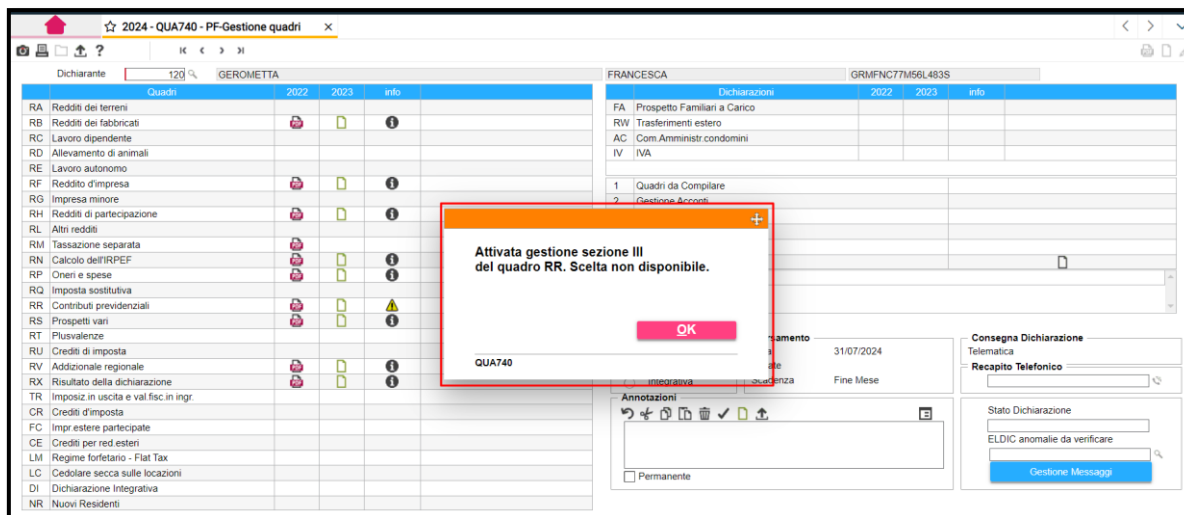 2024 - QUA740 - PF-Gestione quadri
Dichiarante 120 GEROMETTA FRANCESCA GRMFNC77M56L483S
Quadri 2022 2023 info
RA Redditi dei terreni
RB Redditi dei fabbricati
RC Lavoro dipendente
RD Allevamento di animali
RE Lavoro autonomo
RF Reddito d'impresa
RG Impresa minore
RH Redditi di partecipazione
RL Altri redditi
RM Tassazione separata
RN Calcolo dell'IRPEF
RP Oneri e spese
RQ Imposta sostitutiva
RR Contributi previdenziali
RS Prospetti vari
RT Plusvalenze
RU Crediti di imposta
RV Addizionale regionale
RX Risultato della dichiarazione
TR Imposiz.in uscita e val.fisc.in ingr.
CR Crediti d'imposta
FC Impr.estere partecipate
CE Crediti per red.esteri
LM Regime forfetario - Flat Tax
LC Cedolare secca sulle locazioni
DI Dichiarazione Integrativa
NR Nuovi Residenti
Dichiarazioni 2022 2023 info
FA Prospetto Familiari a Carico
RW Trasferimenti estero
AC Com.Amministr.condomini
IV IVA
1 Quadri da Compilare
2 Gestione Acconti
Attivata gestione sezione III
del quadro RR. Scelta non disponibile.
OK
QUA740
31/07/2024
Integrativa
Scadenza Fine Mese
Consegna Dichiarazione
Telematica
Recapito Telefonico
Annotazioni
Permanente
Stato Dichiarazione
ELDIC anomalie da verificare
Gestione Messaggi